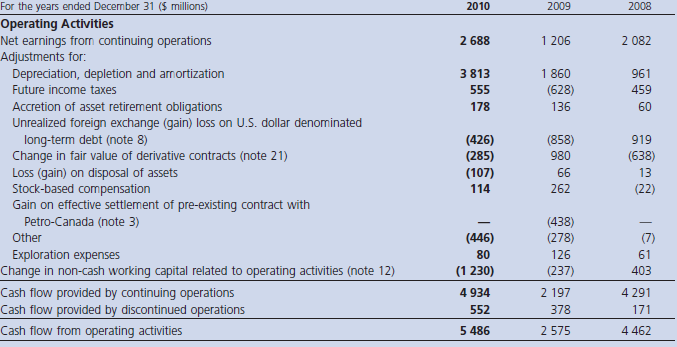 For the years ended December 31 ($ millions) 2010 2009 2008
Operating Activities
Net earnings from continuing operations 2 688 1 206 2 082
Adjustments for:
Depreciation, depletion and amortization 3 813 1 860 961
Future income taxes 555 (628) 459
Accretion of asset retirement obligations 178 136 60
Unrealized foreign exchange (gain) loss on U.S. dollar denominated
long-term debt (note 8) (426) (858) 919
Change in fair value of derivative contracts (note 21) (285) 980 (638)
Loss (gain) on disposal of assets (107) 66 13
Stock-based compensation 114 262 (22)
Gain on effective settlement of pre-existing contract with
Petro-Canada (note 3) — (438) —
Other (446) (278) (7)
Exploration expenses 80 126 61
Change in non-cash working capital related to operating activities (note 12) (1 230) (237) 403
Cash flow provided by continuing operations 4 934 2 197 4 291
Cash flow provided by discontinued operations 552 378 171
Cash flow from operating activities 5 486 2 575 4 462